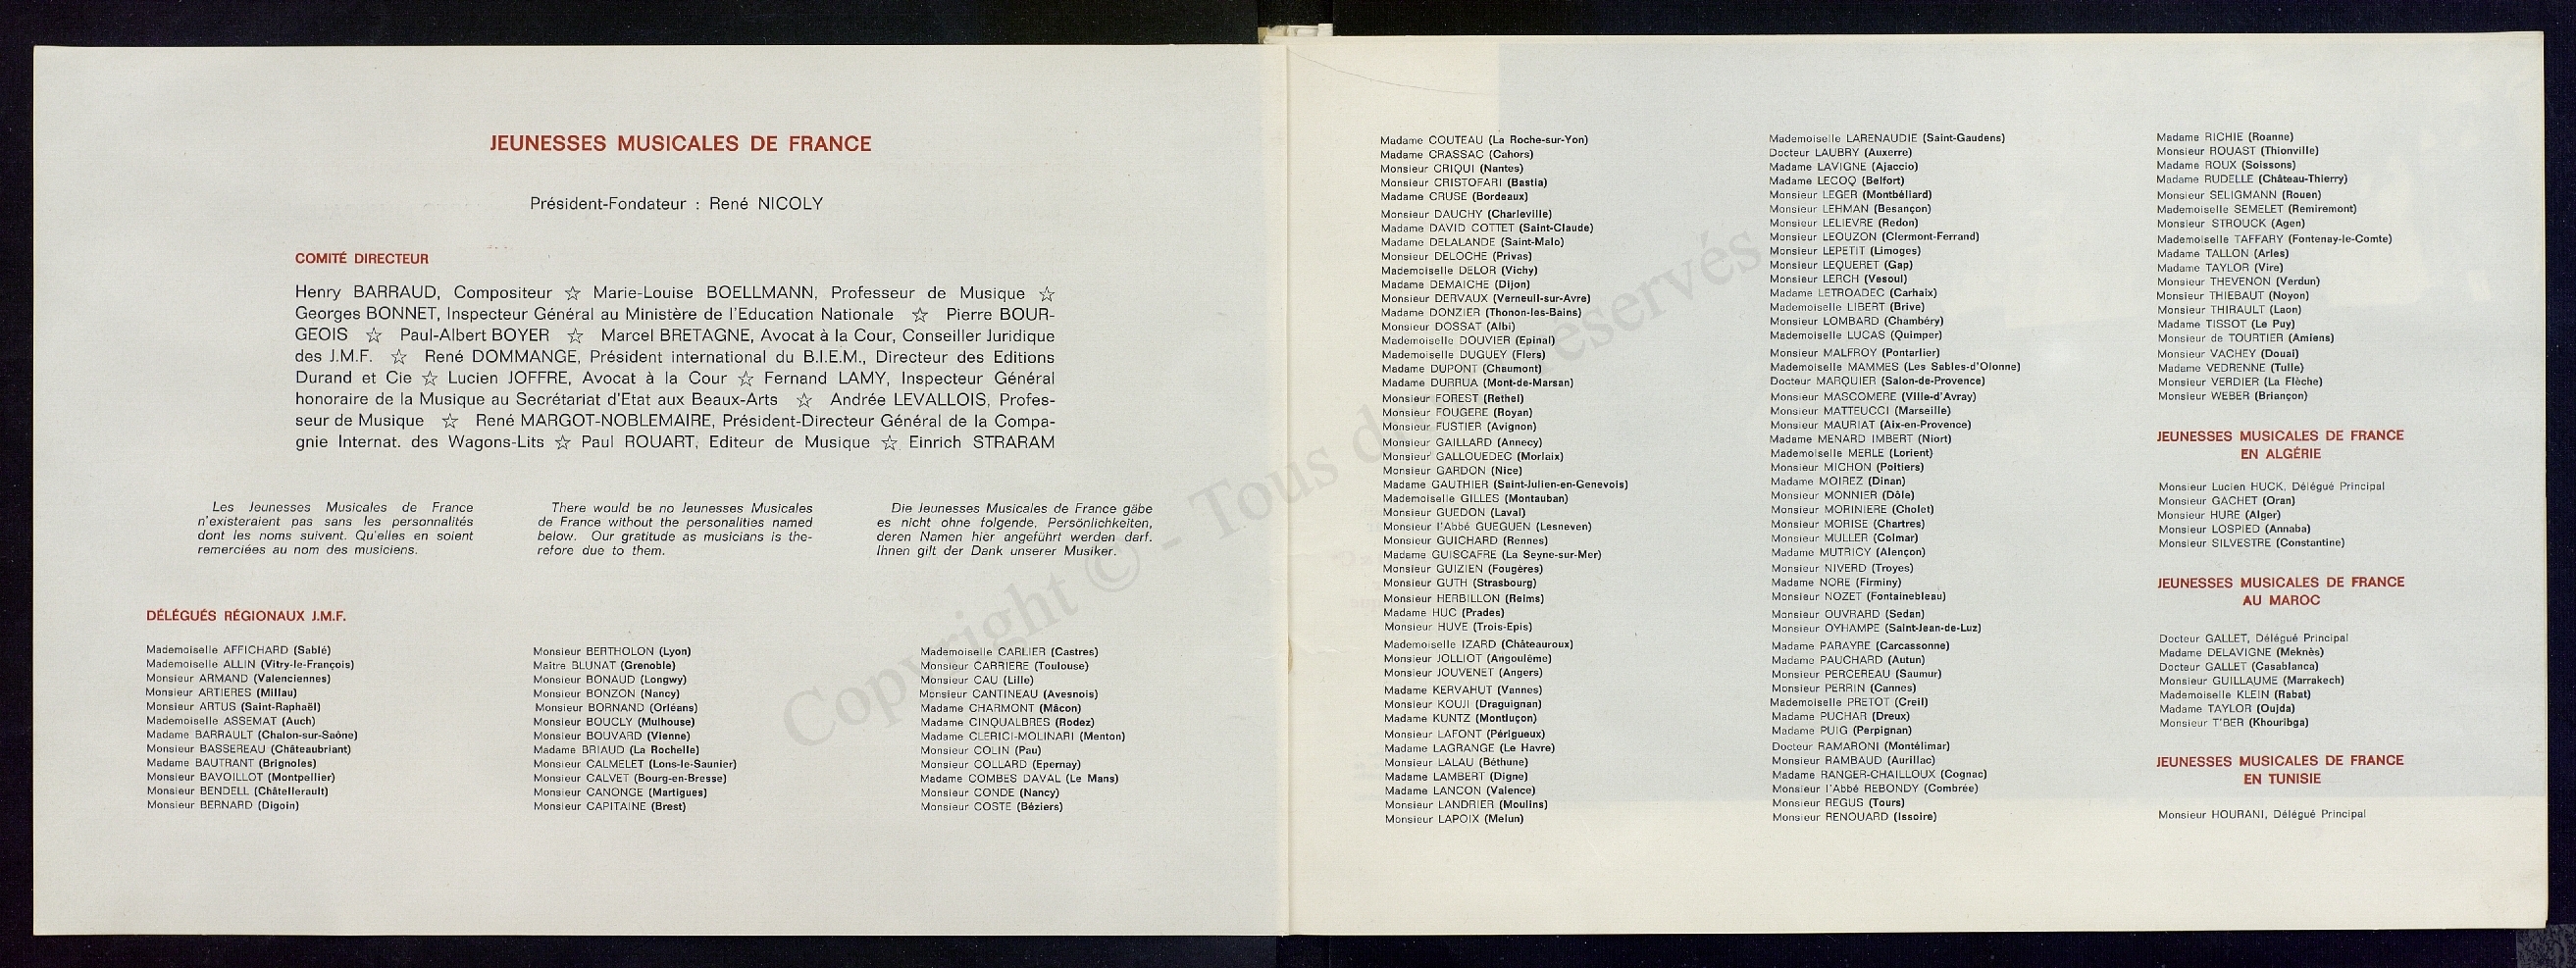 JEUNESSES MUSICALES DE FRANCE
Président-Fondateur : René NICOLY
COMITÉ DIRECTEUR
Henry BARRAUD, Compositeur ☆ Marie-Louise BOELLMANN, Professeur de Musique ☆
Georges BONNET, Inspecteur Général au Ministère de l'Education Nationale ☆ Pierre BOUR-
GEOIS ☆ Paul-Albert BOYER ☆ Marcel BRETAGNE, Avocat à la Cour, Conseiller Juridique
des J.M.F. ☆ René DOMMANGE, Président international du B.I.E.M., Directeur des Editions
Durand et Cie ☆ Lucien JOFFRE, Avocat à la Cour ☆ Fernand LAMY, Inspecteur Général
honoraire de la Musique au Secrétariat d'Etat aux Beaux-Arts ☆ Andrée LEVALLOIS, Profes-
seur de Musique ☆ René MARGOT-NOBLEMAIRE, Président-Directeur Général de la Compa-
gnie Internat. des Wagons-Lits ☆ Paul ROUART, Editeur de Musique ☆ Einrich STRARAM
Les Jeunesses Musicales de France
n'existeraient pas sans les personnalités
dont les noms suivent. Qu'elles en soient
remerciées au nom des musiciens.
There would be no Jeunesses Musicales
de France without the personalities named
below. Our gratitude as musicians is the-
refore due to them.
Die Jeunesses Musicales de France gäbe
es nicht ohne folgende, Persönlichkeiten,
deren Namen hier angeführt werden darf.
Ihnen gilt der Dank unserer Musiker.
DÉLÉGUÉS RÉGIONAUX J.M.F.
Mademoiselle AFFICHARD (Sablé)
Mademoiselle ALLIN (Vitry-le-François)
Monsieur ARMAND (Valenciennes)
Monsieur ARTIERES (Millau)
Monsieur ARTUS (Saint-Raphaël)
Mademoiselle ASSEMAT (Auch)
Madame BARRAULT (Chalon-sur-Saône)
Monsieur BASSEREAU (Châteaubriant)
Madame BAUTRANT (Brignoles)
Monsieur BAVOILLOT (Montpellier)
Monsieur BENDELL (Châtellerault)
Monsieur BERNARD (Digoin)
Monsieur BERTHOLON (Lyon)
Maître BLUNAT (Grenoble)
Monsieur BONAUD (Longwy)
Monsieur BONZON (Nancy)
Monsieur BORNAND (Orléans)
Monsieur BOUCLY (Mulhouse)
Monsieur BOUVARD (Vienne)
Madame BRIAUD (La Rochelle)
Monsieur CALMELET (Lons-le-Saunier)
Monsieur CALVET (Bourg-en-Bresse)
Monsieur CANONGE (Martigues)
Monsieur CAPITAINE (Brest)
Mademoiselle CARLIER (Castres)
Monsieur CARRIERE (Toulouse)
Monsieur CAU (Lille)
Monsieur CANTINEAU (Avesnois)
Madame CHARMONT (Mâcon)
Madame CINQUALBRES (Rodez)
Madame CLERICI-MOLINARI (Menton)
Monsieur COLIN (Pau)
Monsieur COLLARD (Epernay)
Madame COMBES DAVAL (Le Mans)
Monsieur CONDE (Nancy)
Monsieur COSTE (Béziers)
Madame COUTEAU (La Roche-sur-Yon)
Madame CRASSAC (Cahors)
Monsieur CRIQUI (Nantes)
Monsieur CRISTOFARI (Bastia)
Madame CRUSE (Bordeaux)
Monsieur DAUCHY (Charleville)
Madame DAVID COTTET (Saint-Claude)
Madame DELALANDE (Saint-Malo)
Monsieur DELOCHE (Privas)
Mademoiselle DELOR (Vichy)
Madame DEMAICHE (Dijon)
Monsieur DERVAUX (Verneuil-sur-Avre)
Madame DONZIER (Thonon-les-Bains)
Monsieur DOSSAT (Albi)
Mademoiselle DOUVIER (Epinal)
Mademoiselle DUGUEY (Flers)
Madame DUPONT (Chaumont)
Madame DURRUA (Mont-de-Marsan)
Monsieur FOREST (Rethel)
Monsieur FOUGERE (Royan)
Monsieur FUSTIER (Avignon)
Monsieur GAILLARD (Annecy)
Monsieur GALLOUEDEC (Morlaix)
Monsieur GARDON (Nice)
Madame GAUTHIER (Saint-Julien-en-Genevois)
Mademoiselle GILLES (Montauban)
Monsieur GUEDON (Laval)
Monsieur l'Abbé GUEGUEN (Lesneven)
Monsieur GUICHARD (Rennes)
Madame GUISCAFRE (La Seyne-sur-Mer)
Monsieur GUIZIEN (Fougères)
Monsieur GUTH (Strasbourg)
Monsieur HERBILLON (Reims)
Madame HUC (Prades)
Monsieur HUVE (Trois-Epis)
Mademoiselle IZARD (Châteauroux)
Monsieur JOLLIOT (Angoulême)
Monsieur JOUVENET (Angers)
Madame KERVAHUT (Vannes)
Monsieur KOUJI (Draguignan)
Madame KUNTZ (Montluçon)
Monsieur LAFONT (Périgueux)
Madame LAGRANGE (Le Havre)
Monsieur LALAU (Béthune)
Madame LAMBERT (Digne)
Madame LANCON (Valence)
Monsieur LANDRIER (Moulins)
Monsieur LAPOIX (Melun)
Mademoiselle LARENAUDIE (Saint-Gaudens)
Docteur LAUBRY (Auxerre)
Madame LAVIGNE (Ajaccio)
Madame LECOQ (Belfort)
Monsieur LEGER (Montbéliard)
Monsieur LEHMAN (Besançon)
Monsieur LELIEVRE (Redon)
Monsieur LEOUZON (Clermont-Ferrand)
Monsieur LEPETIT (Limoges)
Monsieur LEQUERET (Gap)
Monsieur LERCH (Vesoul)
Madame LETROADEC (Carhaix)
Mademoiselle LIBERT (Brive)
Monsieur LOMBARD (Chambéry)
Mademoiselle LUCAS (Quimper)
Monsieur MALFROY (Pontarlier)
Mademoiselle MAMMES (Les Sables-d'Olonne)
Docteur MARQUIER (Salon-de-Provence)
Monsieur MASCOMERE (Ville-d'Avray)
Monsieur MATTEUCCI (Marseille)
Monsieur MAURIAT (Aix-en-Provence)
Madame MENARD IMBERT (Niort)
Mademoiselle MERLE (Lorient)
Monsieur MICHON (Poitiers)
Madame MOIREZ (Dinan)
Monsieur MONNIER (Dôle)
Monsieur MORINIERE (Cholet)
Monsieur MORISE (Chartres)
Monsieur MULLER (Colmar)
Madame MUTRICY (Alençon)
Monsieur NIVERD (Troyes)
Madame NORE (Firminy)
Monsieur NOZET (Fontainebleau)
Monsieur OUVRARD (Sedan)
Monsieur OYHAMPE (Saint-Jean-de-Luz)
Madame PARAYRE (Carcassonne)
Madame PAUCHARD (Autun)
Monsieur PERCEREAU (Saumur)
Monsieur PERRIN (Cannes)
Mademoiselle PRETOT (Creil)
Madame PUCHAR (Dreux)
Madame PUIG (Perpignan)
Docteur RAMARONI (Montélimar)
Monsieur RAMBAUD (Aurillac)
Madame RANGER-CHAILLOUX (Cognac)
Monsieur l'Abbé REBONDY (Combrée)
Monsieur REGUS (Tours)
Monsieur RENOUARD (Issoire)
Madame RICHIE (Roanne)
Monsieur ROUAST (Thionville)
Madame ROUX (Soissons)
Madame RUDELLE (Château-Thierry)
Monsieur SELIGMANN (Rouen)
Mademoiselle SEMELET (Remiremont)
Monsieur STROUCK (Agen)
Mademoiselle TAFFARY (Fontenay-le-Comte)
Madame TALLON (Arles)
Madame TAYLOR (Vire)
Monsieur THEVENON (Verdun)
Monsieur THIEBAUT (Noyon)
Monsieur THIRAULT (Laon)
Madame TISSOT (Le Puy)
Monsieur de TOURTIER (Amiens)
Monsieur VACHEY (Douai)
Madame VEDRENNE (Tulle)
Monsieur VERDIER (La Flèche)
Monsieur WEBER (Briançon)
JEUNESSES MUSICALES DE FRANCE
EN ALGÉRIE
Monsieur Lucien HUCK, Délégué Principal
Monsieur GACHET (Oran)
Monsieur HURE (Alger)
Monsieur LOSPIED (Annaba)
Monsieur SILVESTRE (Constantine)
JEUNESSES MUSICALES DE FRANCE
AU MAROC
Docteur GALLET, Délégué Principal
Madame DELAVIGNE (Meknès)
Docteur GALLET (Casablanca)
Monsieur GUILLAUME (Marrakech)
Mademoiselle KLEIN (Rabat)
Madame TAYLOR (Oujda)
Monsieur T'BER (Khouribga)
JEUNESSES MUSICALES DE FRANCE
EN TUNISIE
Monsieur HOURANI, Délégué Principal
Copyright © - Tous d réservés